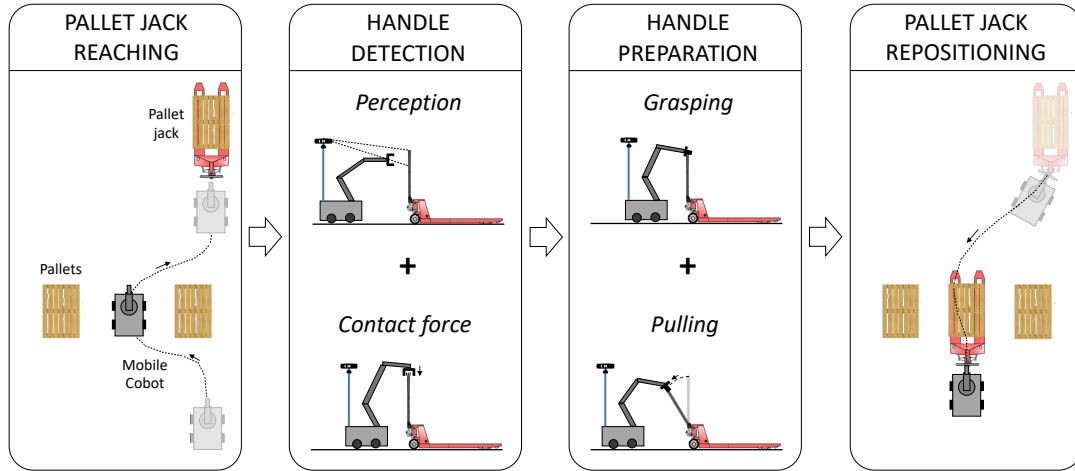 PALLET JACK
REACHING
Pallet
jack
Pallets
Mobile
Cobot
HANDLE
DETECTION
Perception
+
Contact force
HANDLE
PREPARATION
Grasping
+
Pulling
PALLET JACK
REPOSITIONING